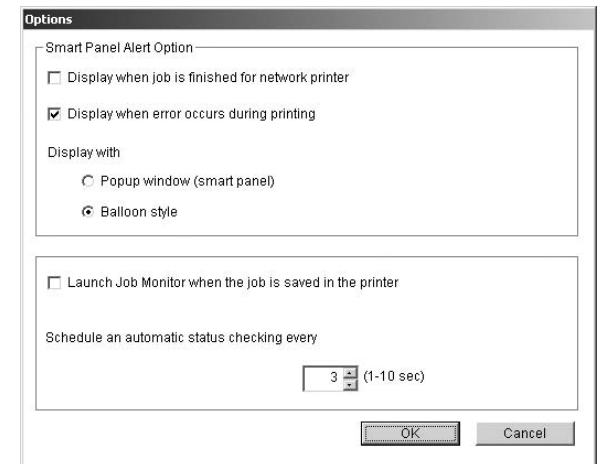 Options
Smart Panel Alert Option
Display when job is finished for network printer
Display when error occurs during printing
Display with
Popup window (smart panel)
Balloon style
Launch Job Monitor when the job is saved in the printer
Schedule an automatic status checking every
3 (1-10 sec)
OK Cancel